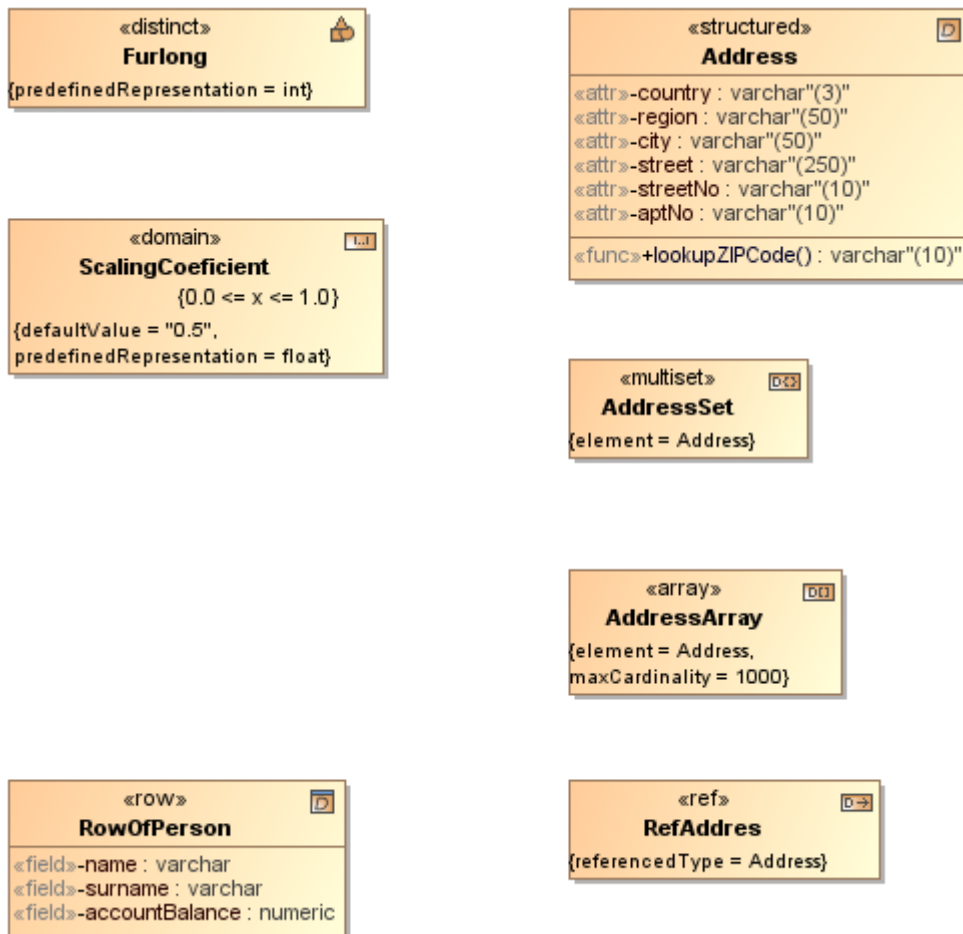 «distinct»
Furlong
{predefinedRepresentation = int}
«domain»
ScalingCoeficient
{0.0 <= x <= 1.0}
{defaultValue = "0.5",
predefinedRepresentation = float}
«row»
RowOfPerson
«field»-name : varchar
«field»-surname : varchar
«field»-accountBalance : numeric
«structured»
Address
«attr»-country : varchar"(3)"
«attr»-region : varchar"(50)"
«attr»-city : varchar"(50)"
«attr»-street : varchar"(250)"
«attr»-streetNo : varchar"(10)"
«attr»-aptNo : varchar"(10)"
«func»+lookupZIPCode() : varchar"(10)"
«multiset»
AddressSet
{element = Address}
«array»
AddressArray
{element = Address,
maxCardinality = 1000}
«ref»
RefAddres
{referencedType = Address}